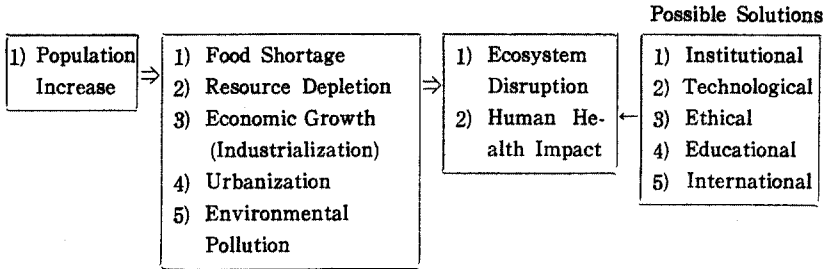 Possible Solutions
1) Population
Increase
⇒
1) Food Shortage
2) Resource Depletion
3) Economic Growth
(Industrialization)
4) Urbanization
5) Environmental
Pollution
⇒
1) Ecosystem
Disruption
2) Human He-
alth Impact
←
1) Institutional
2) Technological
3) Ethical
4) Educational
5) International